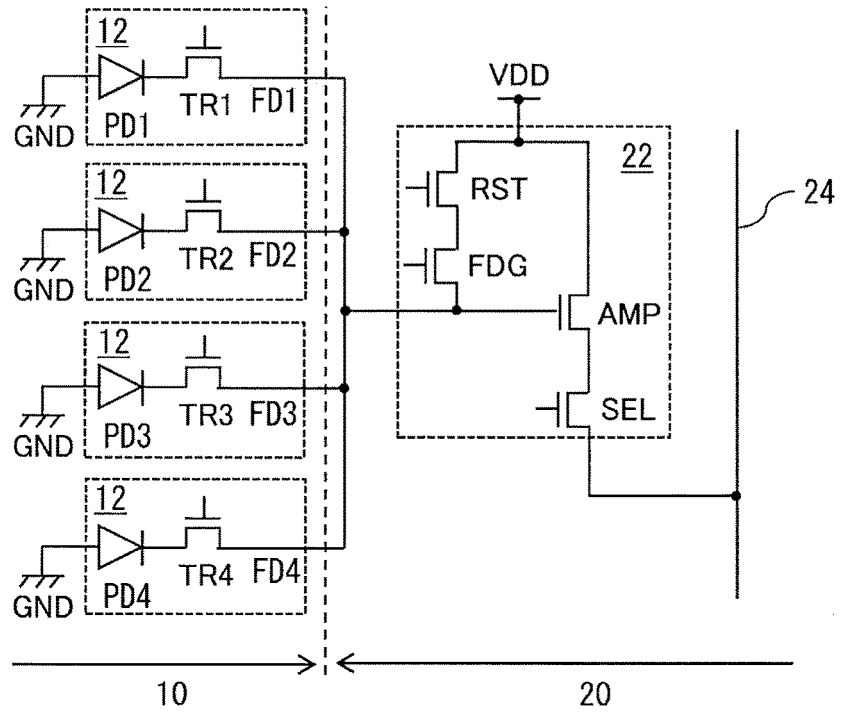 12
TR1
FD1
PD1
GND
12
TR2
FD2
PD2
GND
12
TR3
FD3
PD3
GND
12
TR4
FD4
PD4
GND
VDD
22
RST
FDG
AMP
SEL
24
10
20